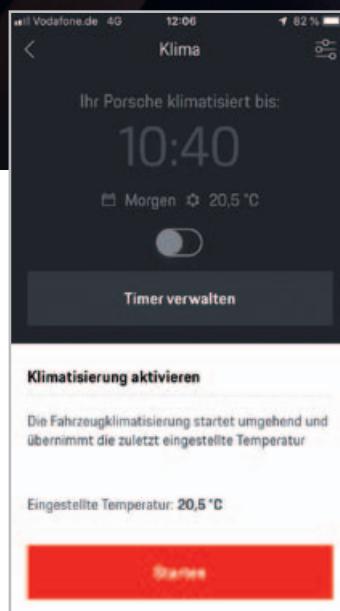 Vodafone.de 4G 12:06 82 %
Klima
Ihr Porsche klimatisiert bis:
10:40
Morgen 20,5 °C
Timer verwalten
Klimatisierung aktivieren
Die Fahrzeugklimatisierung startet umgehend und
übernimmt die zuletzt eingestellte Temperatur
Eingestellte Temperatur: 20,5 °C
Starten